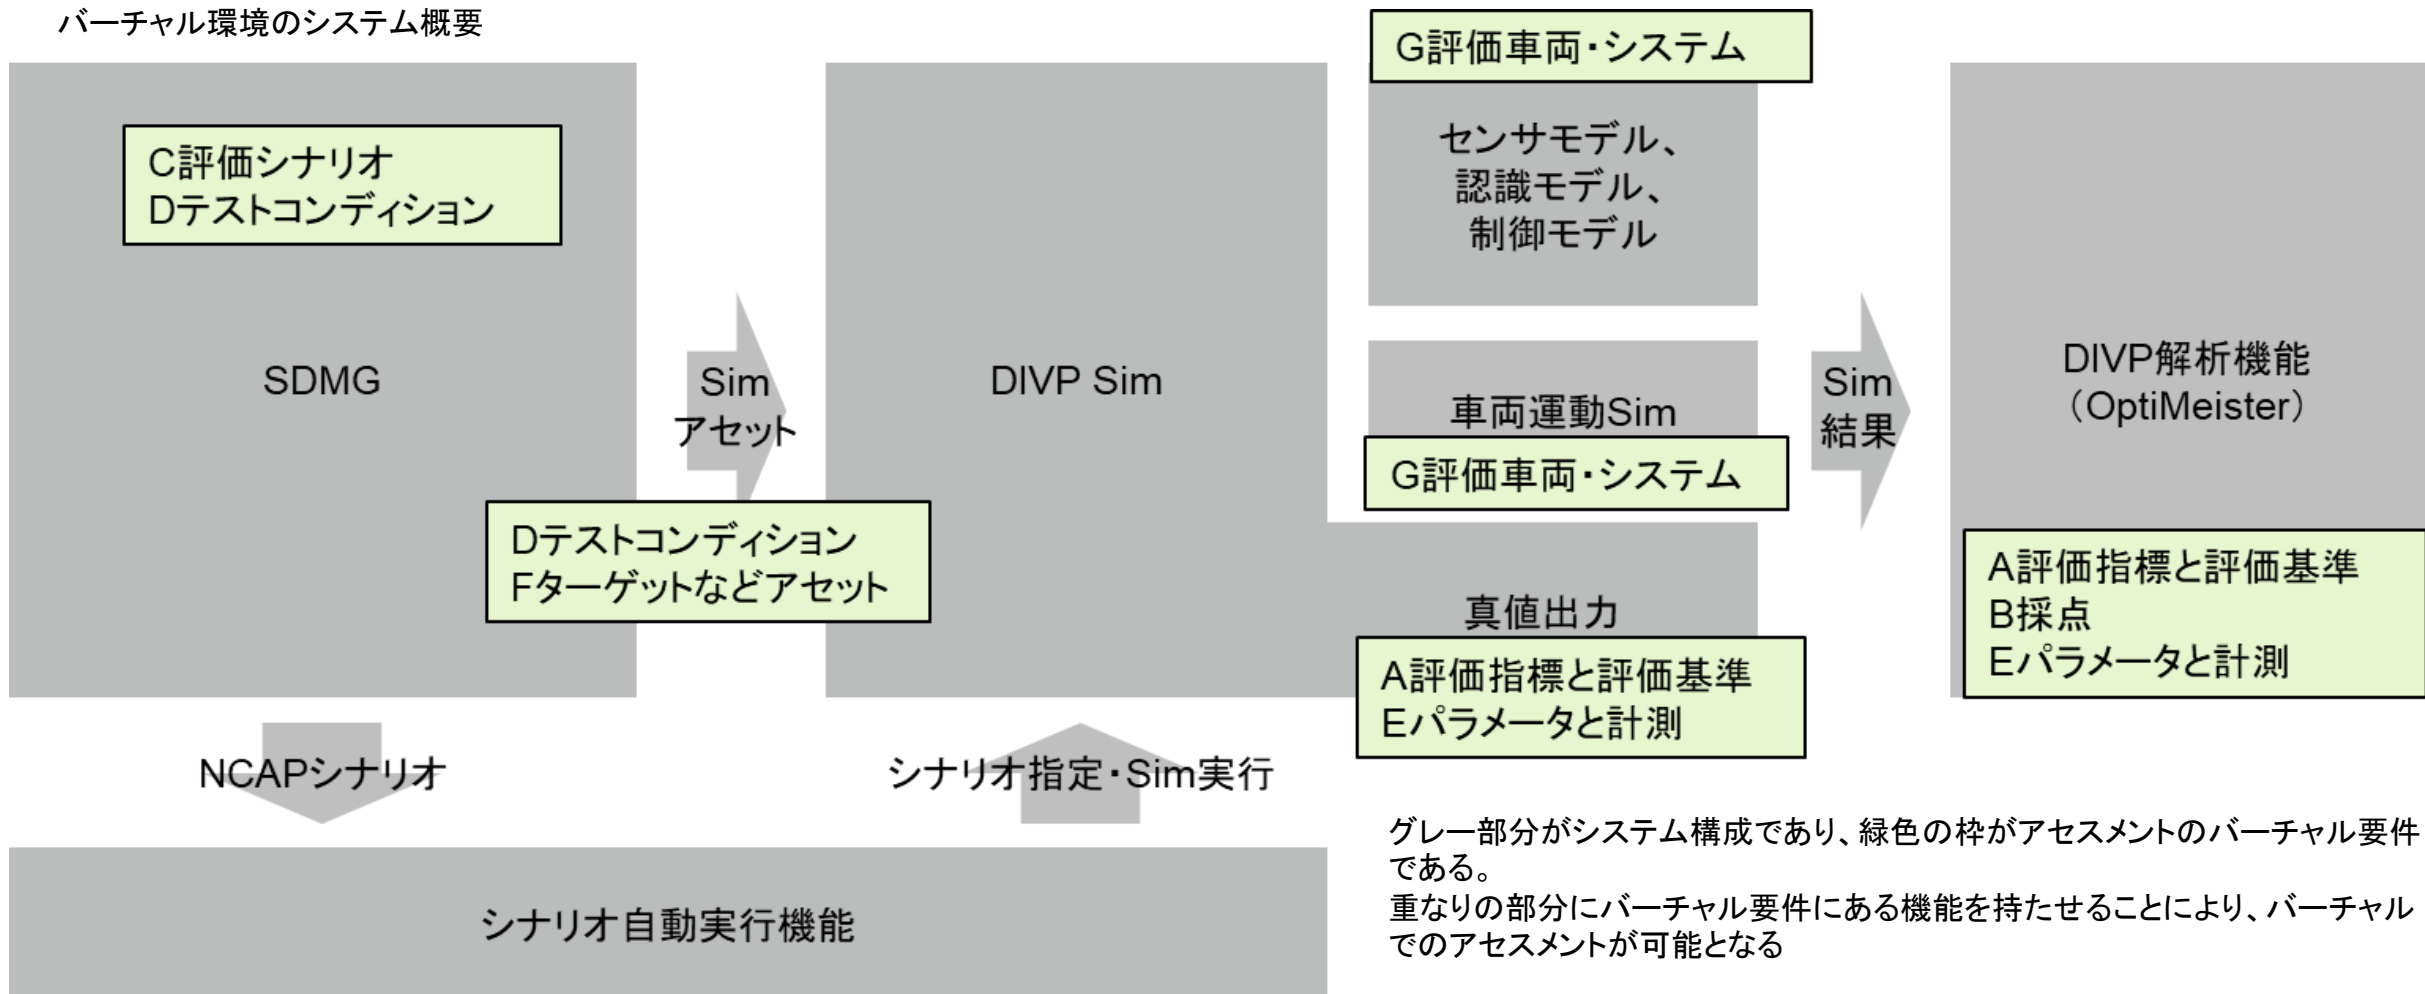 バーチャル環境のシステム概要
C評価シナリオ
Dテストコンディション
SDMG
Sim
アセット
Dテストコンディション
Fターゲットなどアセット
DIVP Sim
G評価車両・システム
センサモデル、
認識モデル、
制御モデル
車両運動Sim
G評価車両・システム
真値出力
A評価指標と評価基準
Eパラメータと計測
Sim
結果
DIVP解析機能
（OptiMeister）
A評価指標と評価基準
B採点
Eパラメータと計測
NCAPシナリオ
シナリオ指定・Sim実行
シナリオ自動実行機能
グレー部分がシステム構成であり、緑色の枠がアセスメントのバーチャル要件
である。
重なりの部分にバーチャル要件にある機能を持たせることにより、バーチャル
でのアセスメントが可能となる